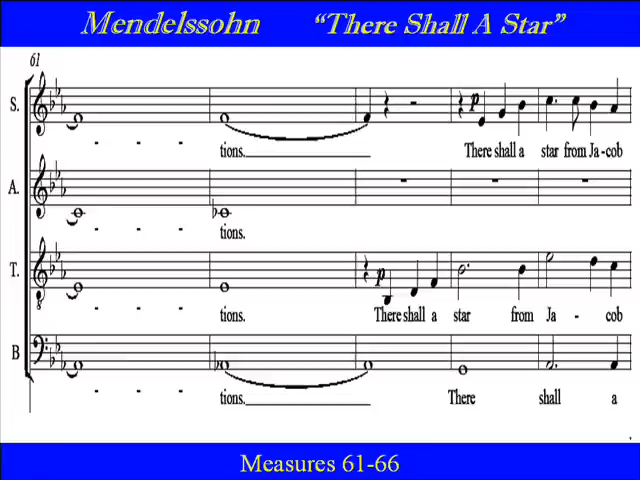 Mendelssohn "There Shall A Star"
61
S.
p
- - - tions. There shall a star from Ja - cob
A.
- - - tions.
T.
p
- - - tions. There shall a star from Ja - cob
B
- - - tions. There shall a
Measures 61-66